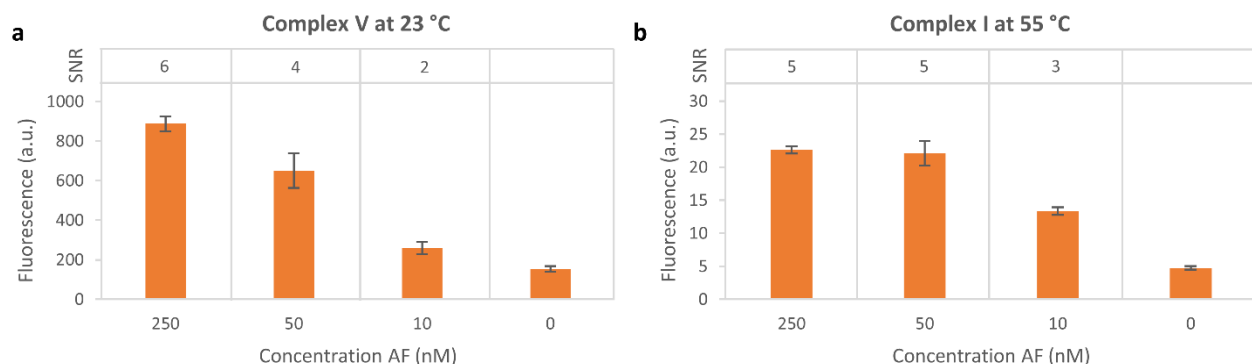 a
Complex V at 23 °C
SNR
6 4 2
Fluorescence (a.u.)
1000
800
600
400
200
0
250 50 10 0
Concentration AF (nM)
b
Complex I at 55 °C
SNR
5 5 3
Fluorescence (a.u.)
30
25
20
15
10
5
0
250 50 10 0
Concentration AF (nM)